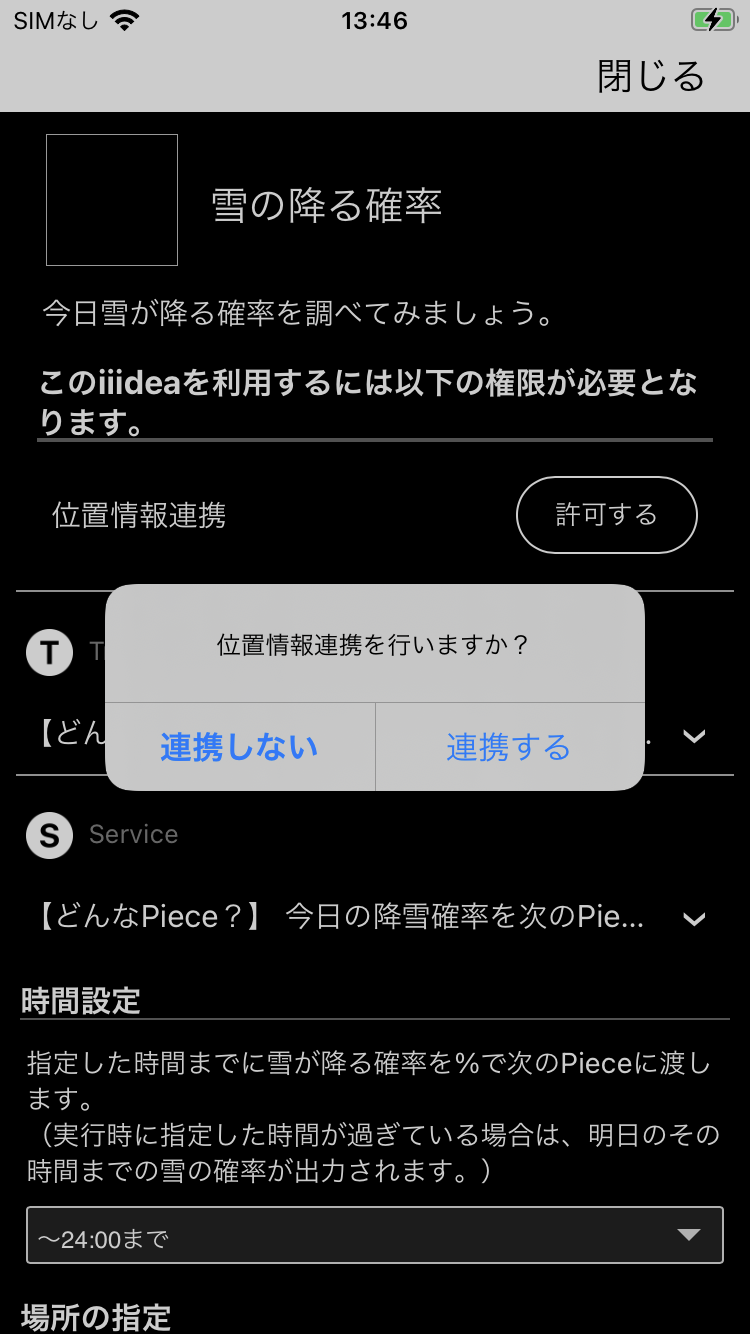 SIMなし 13:46
閉じる
雪の降る確率
今日雪が降る確率を調べてみましょう。
このiiideaを利用するには以下の権限が必要とな
ります。
位置情報連携 許可する
T
位置情報連携を行いますか？
【どん
連携しない 連携する
S Service
【どんなPiece？】 今日の降雪確率を次のPie...
時間設定
指定した時間までに雪が降る確率を%で次のPieceに渡し
ます。
（実行時に指定した時間が過ぎている場合は、明日のその
時間までの雪の確率が出力されます。）
～24:00まで
場所の指定